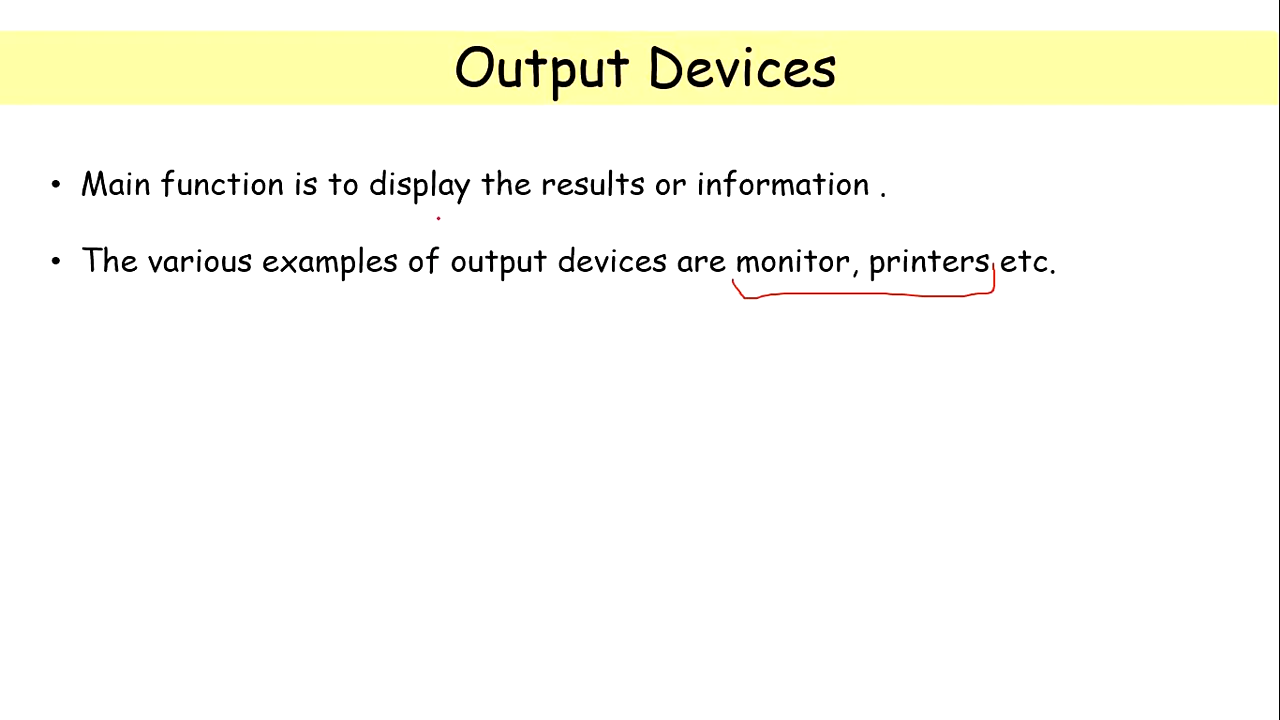 Output Devices
• Main function is to display the results or information .
• The various examples of output devices are monitor, printers etc.